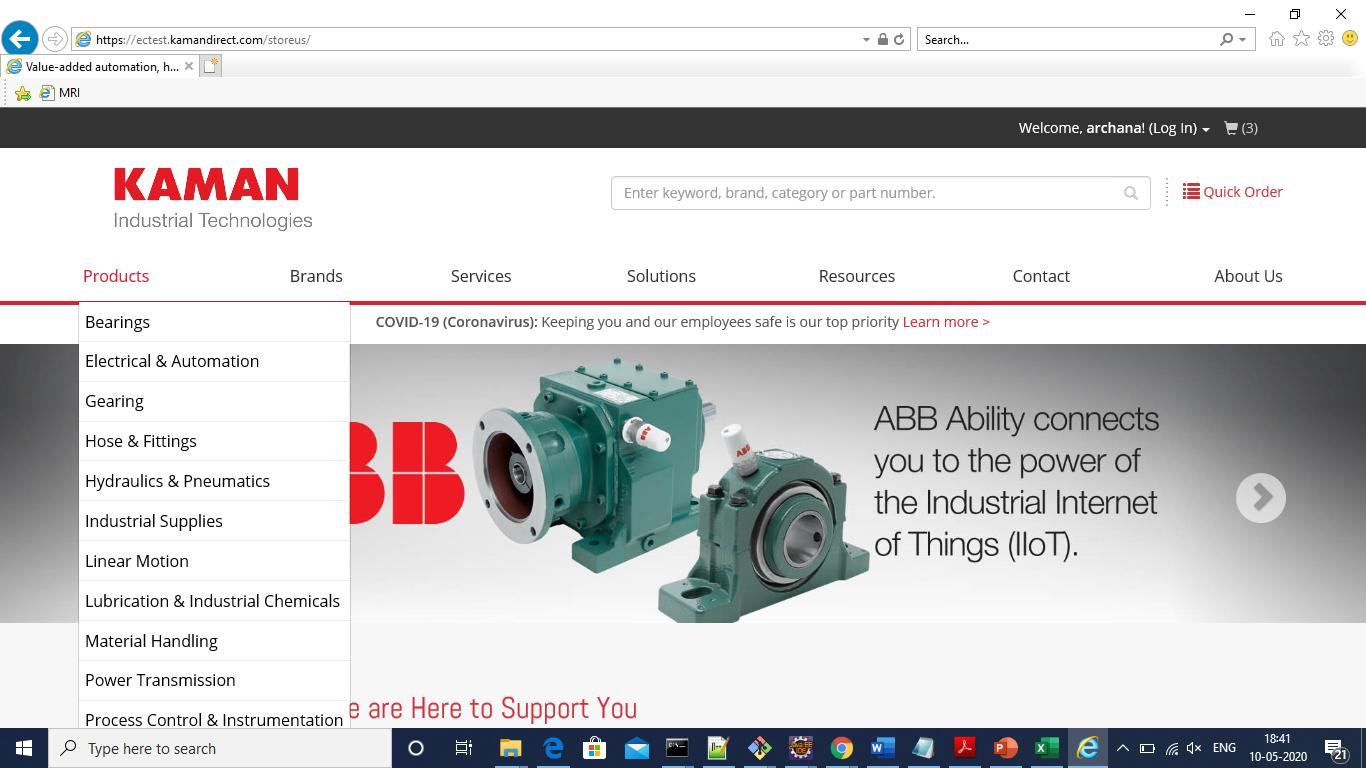 https://ectest.kamandirect.com/storeus/
Search...
Value-added automation, h...
MRI
Welcome, archana! (Log In)
(3)
KAMAN
Industrial Technologies
Enter keyword, brand, category or part number.
Quick Order
Products
Brands
Services
Solutions
Resources
Contact
About Us
COVID-19 (Coronavirus): Keeping you and our employees safe is our top priority Learn more >
Bearings
Electrical & Automation
Gearing
Hose & Fittings
Hydraulics & Pneumatics
Industrial Supplies
Linear Motion
Lubrication & Industrial Chemicals
Material Handling
Power Transmission
Process Control & Instrumentation
BB
ABB
ABB
ABB Ability connects
you to the power of
the Industrial Internet
of Things (IIoT).
e are Here to Support You
Type here to search
ENG
18:41
10-05-2020
21